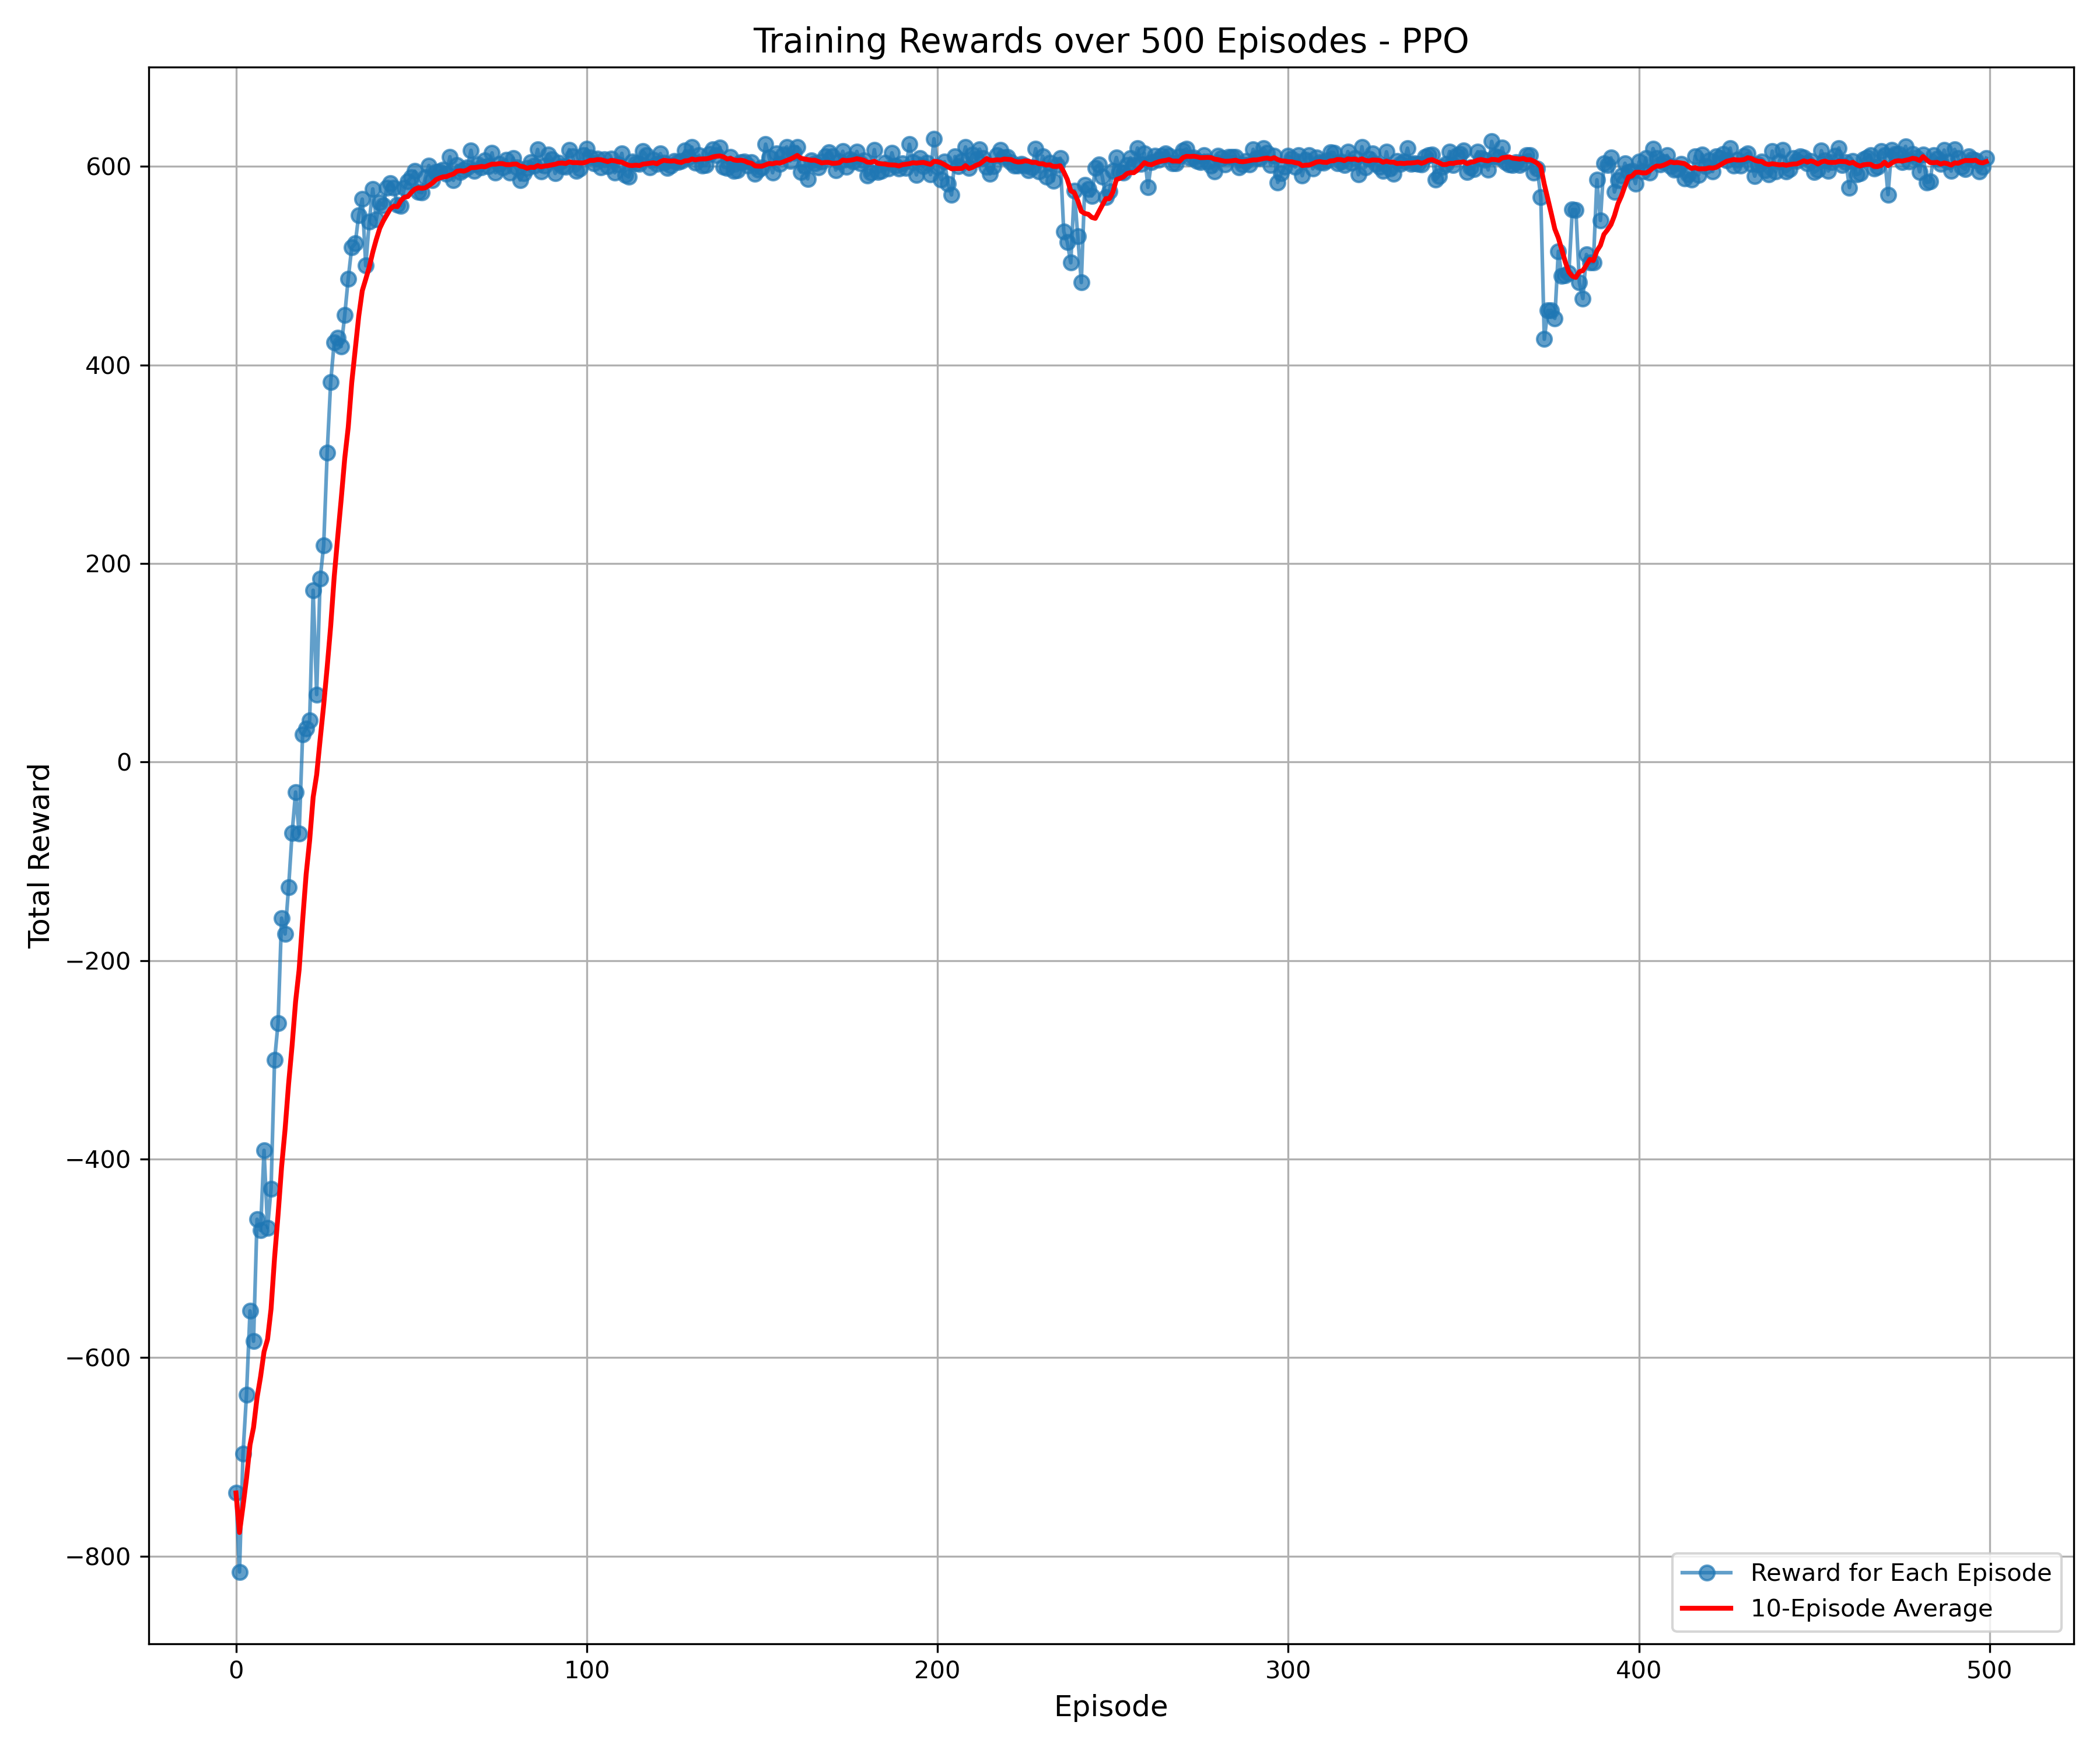 Training Rewards over 500 Episodes - PPO
Total Reward
600
400
200
0
−200
−400
−600
−800
0 100 200 300 400 500
Episode
Reward for Each Episode
10-Episode Average